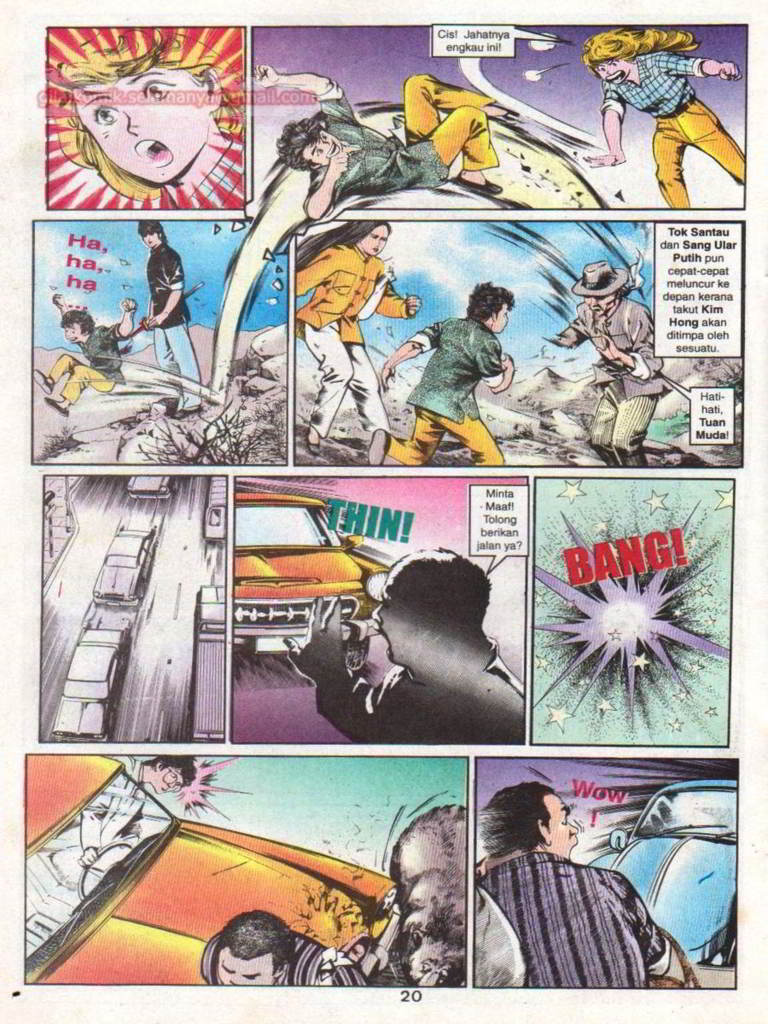 Cis! Jahatnya
engkau ini!
Ha,
ha,
ha
...
Tok Santau
dan Sang Ular
Putih pun
cepat-cepat
meluncur ke
depan kerana
takut Kim
Hong akan
ditimpa oleh
sesuatu.
Hati-
hati,
Tuan
Muda!
THIN!
Minta
Maaf!
Tolong
berikan
jalan ya?
BANG!
Wow
!
20